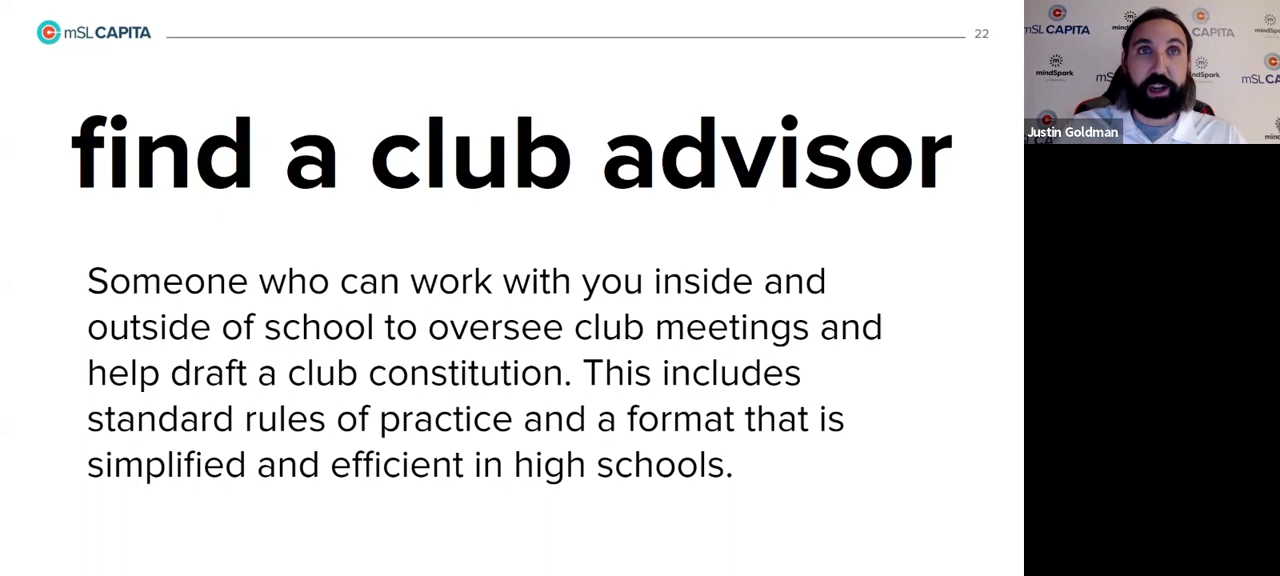 mSL CAPITA
22
find a club advisor
Someone who can work with you inside and
outside of school to oversee club meetings and
help draft a club constitution. This includes
standard rules of practice and a format that is
simplified and efficient in high schools.
mSL CAPITA
CAPITA
mindSpark
mindSpark
Justin Goldman